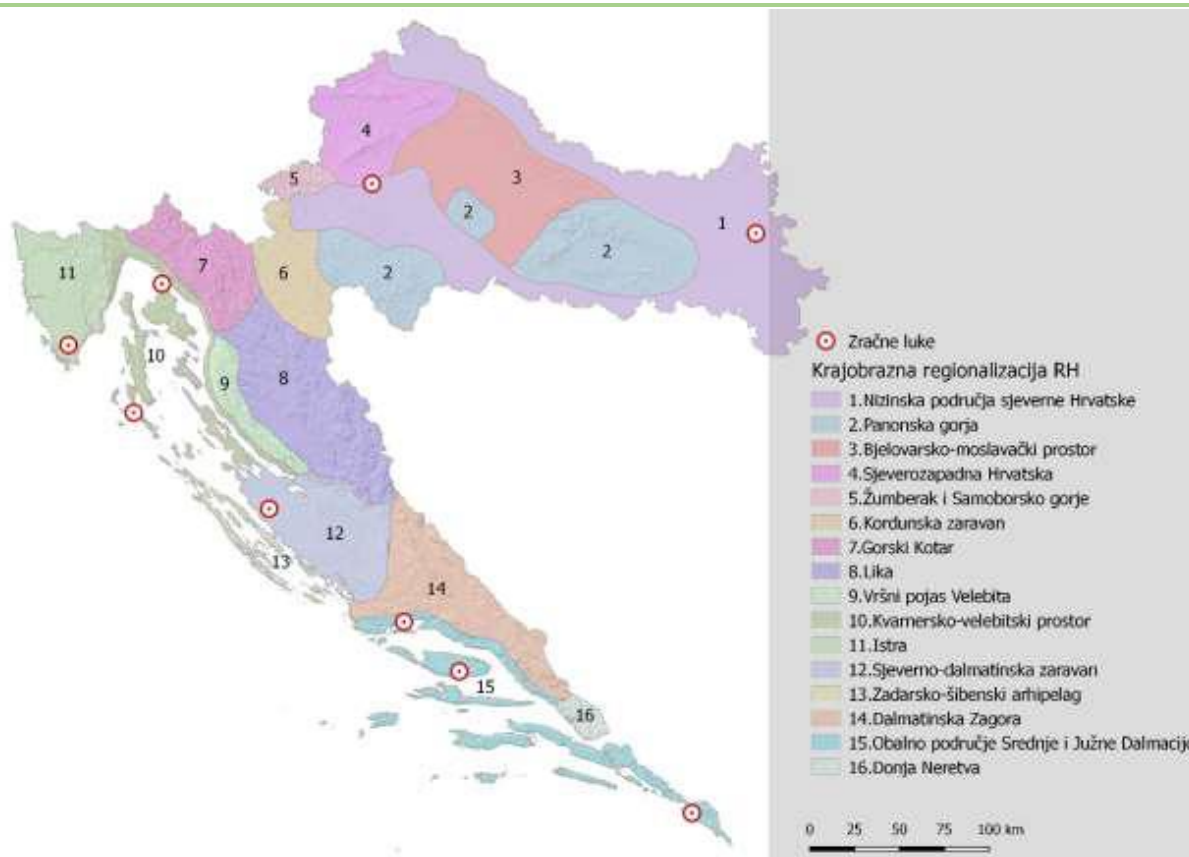 4
5
3
2
1
2
7
6
2
11
10
9
8
12
13
14
15
16
Zračne luke
Krajobrazna regionalizacija RH
1.Nizinska područja sjeverne Hrvatske
2.Panonska gorja
3.Bjelovarsko-moslavački prostor
4.Sjeverozapadna Hrvatska
5.Žumberak i Samoborsko gorje
6.Kordunska zaravan
7.Gorski Kotar
8.Lika
9.Vršni pojas Velebita
10.Kvarnersko-velebitski prostor
11.Istra
12.Sjeverno-dalmatinska zaravan
13.Zadarsko-šibenski arhipelag
14.Dalmatinska Zagora
15.Obalno područje Srednje i Južne Dalmacije
16.Donja Neretva
0 25 50 75 100 km